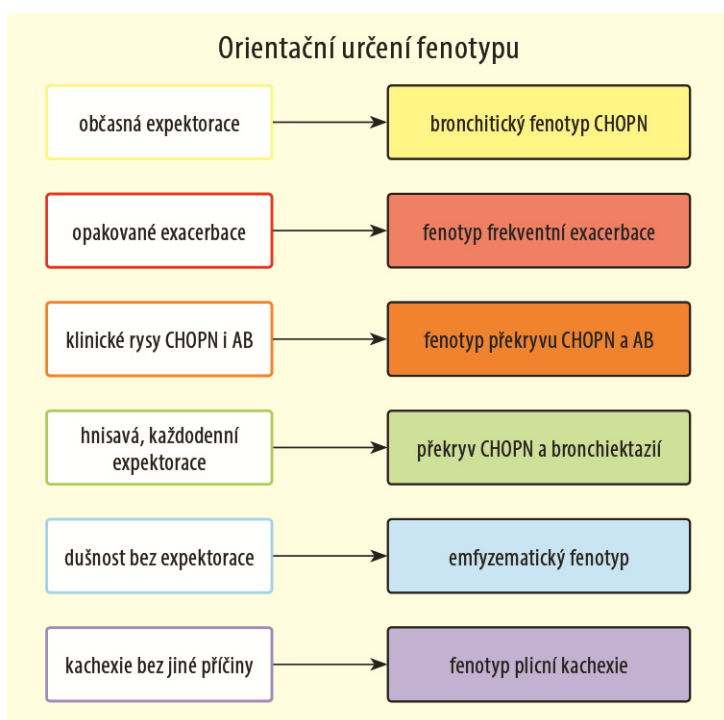 Orientační určení fenotypu
občasná expektorace
bronchitický fenotyp CHOPN
opakované exacerbace
fenotyp frekventní exacerbace
klinické rysy CHOPN i AB
fenotyp překryvu CHOPN a AB
hnisavá, každodenní
expektorace
překryv CHOPN a bronchiektazií
dušnost bez expektorace
emfyzematický fenotyp
kachexie bez jiné příčiny
fenotyp plicní kachexie